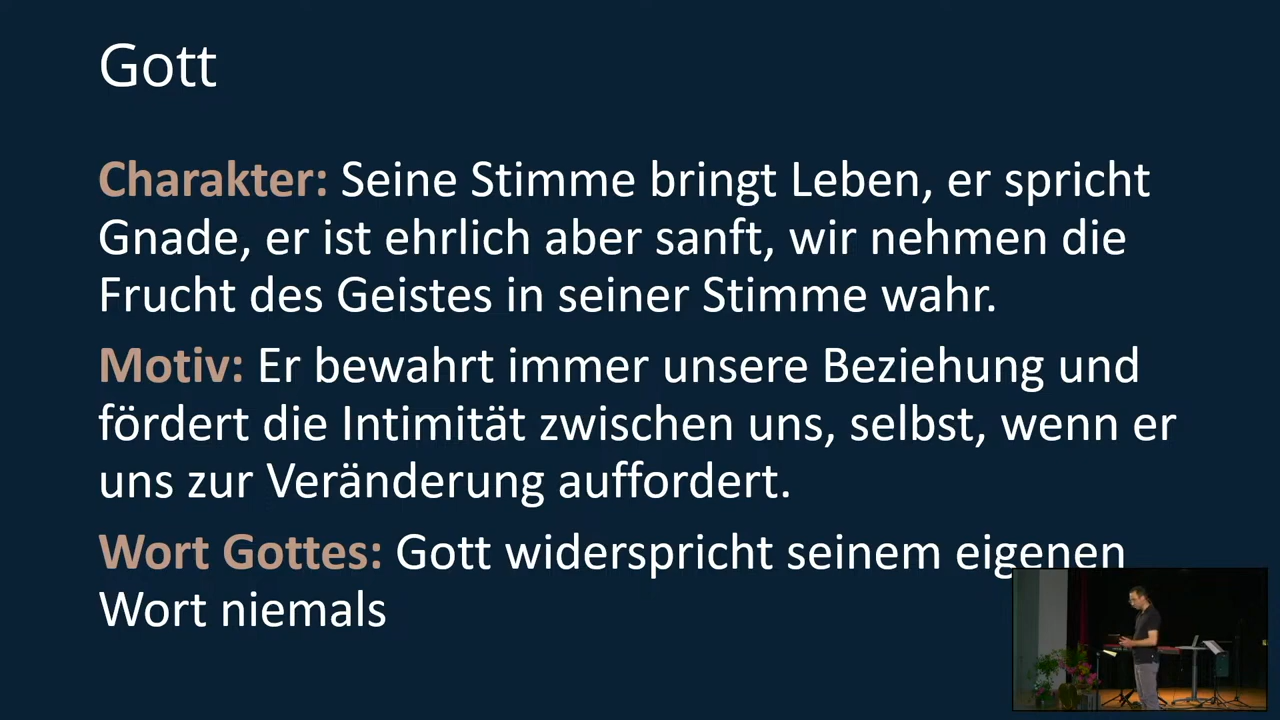 Gott
Charakter: Seine Stimme bringt Leben, er spricht
Gnade, er ist ehrlich aber sanft, wir nehmen die
Frucht des Geistes in seiner Stimme wahr.
Motiv: Er bewahrt immer unsere Beziehung und
fördert die Intimität zwischen uns, selbst, wenn er
uns zur Veränderung auffordert.
Wort Gottes: Gott widerspricht seinem eigenen
Wort niemals